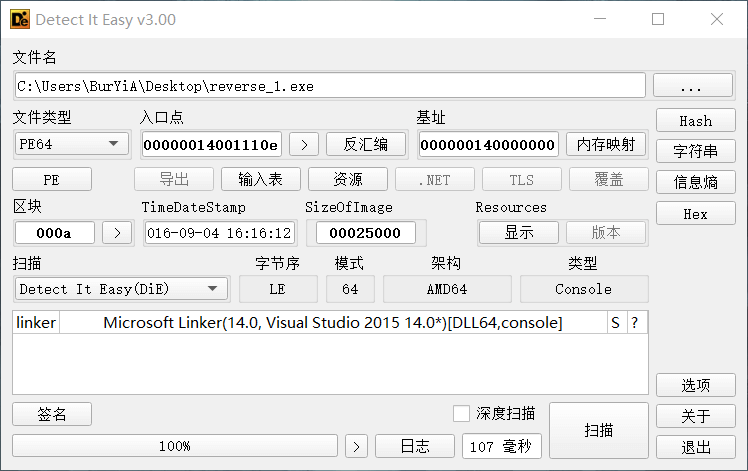 Detect It Easy v3.00
文件名
C:\Users\BurYiA\Desktop\reverse_1.exe
...
文件类型 入口点 基址
PE64 00000014001110e > 反汇编 000000140000000 内存映射 Hash
PE 导出 输入表 资源 .NET TLS 覆盖 字符串
信息熵
区块 TimeDateStamp SizeOfImage Resources
000a > 016-09-04 16:16:12 00025000 显示 版本 Hex
扫描 字节序 模式 架构 类型
Detect It Easy(DiE) LE 64 AMD64 Console
linker Microsoft Linker(14.0, Visual Studio 2015 14.0*)[DLL64,console] S ?
选项
签名 深度扫描 扫描 关于
100% > 日志 107 毫秒 退出